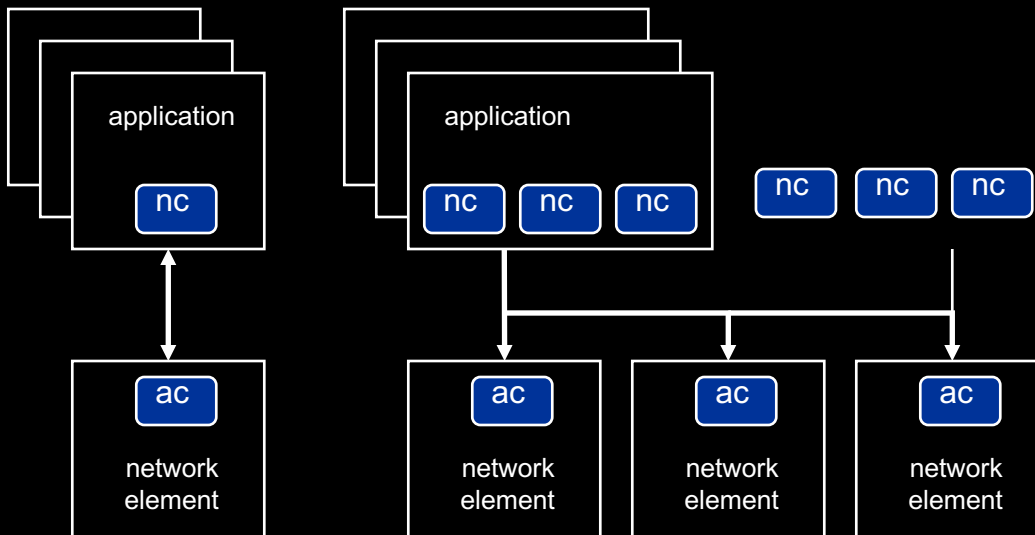 application
nc
application
nc nc nc
nc nc nc
ac
network
element
ac
network
element
ac
network
element
ac
network
element